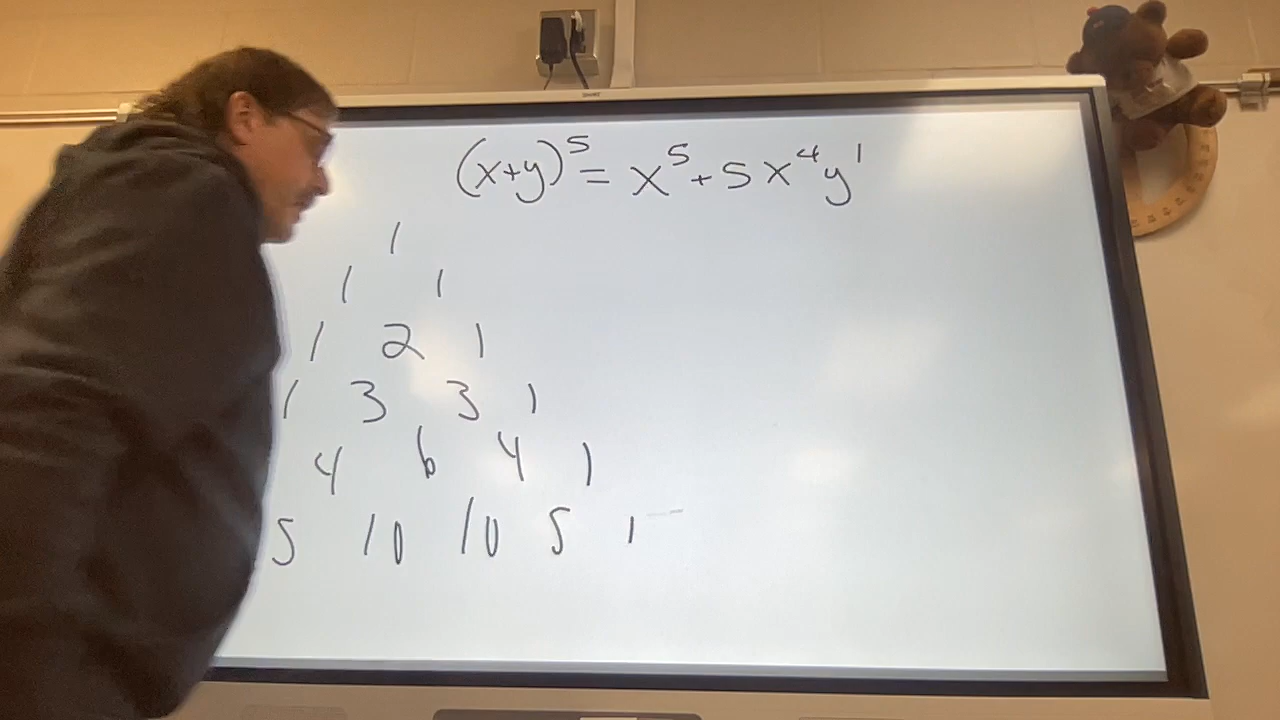 (x+y)⁵ = x⁵ + 5x⁴y¹
1
1 1
1 2 1
1 3 3 1
4 6 4 1
5 10 10 5 1